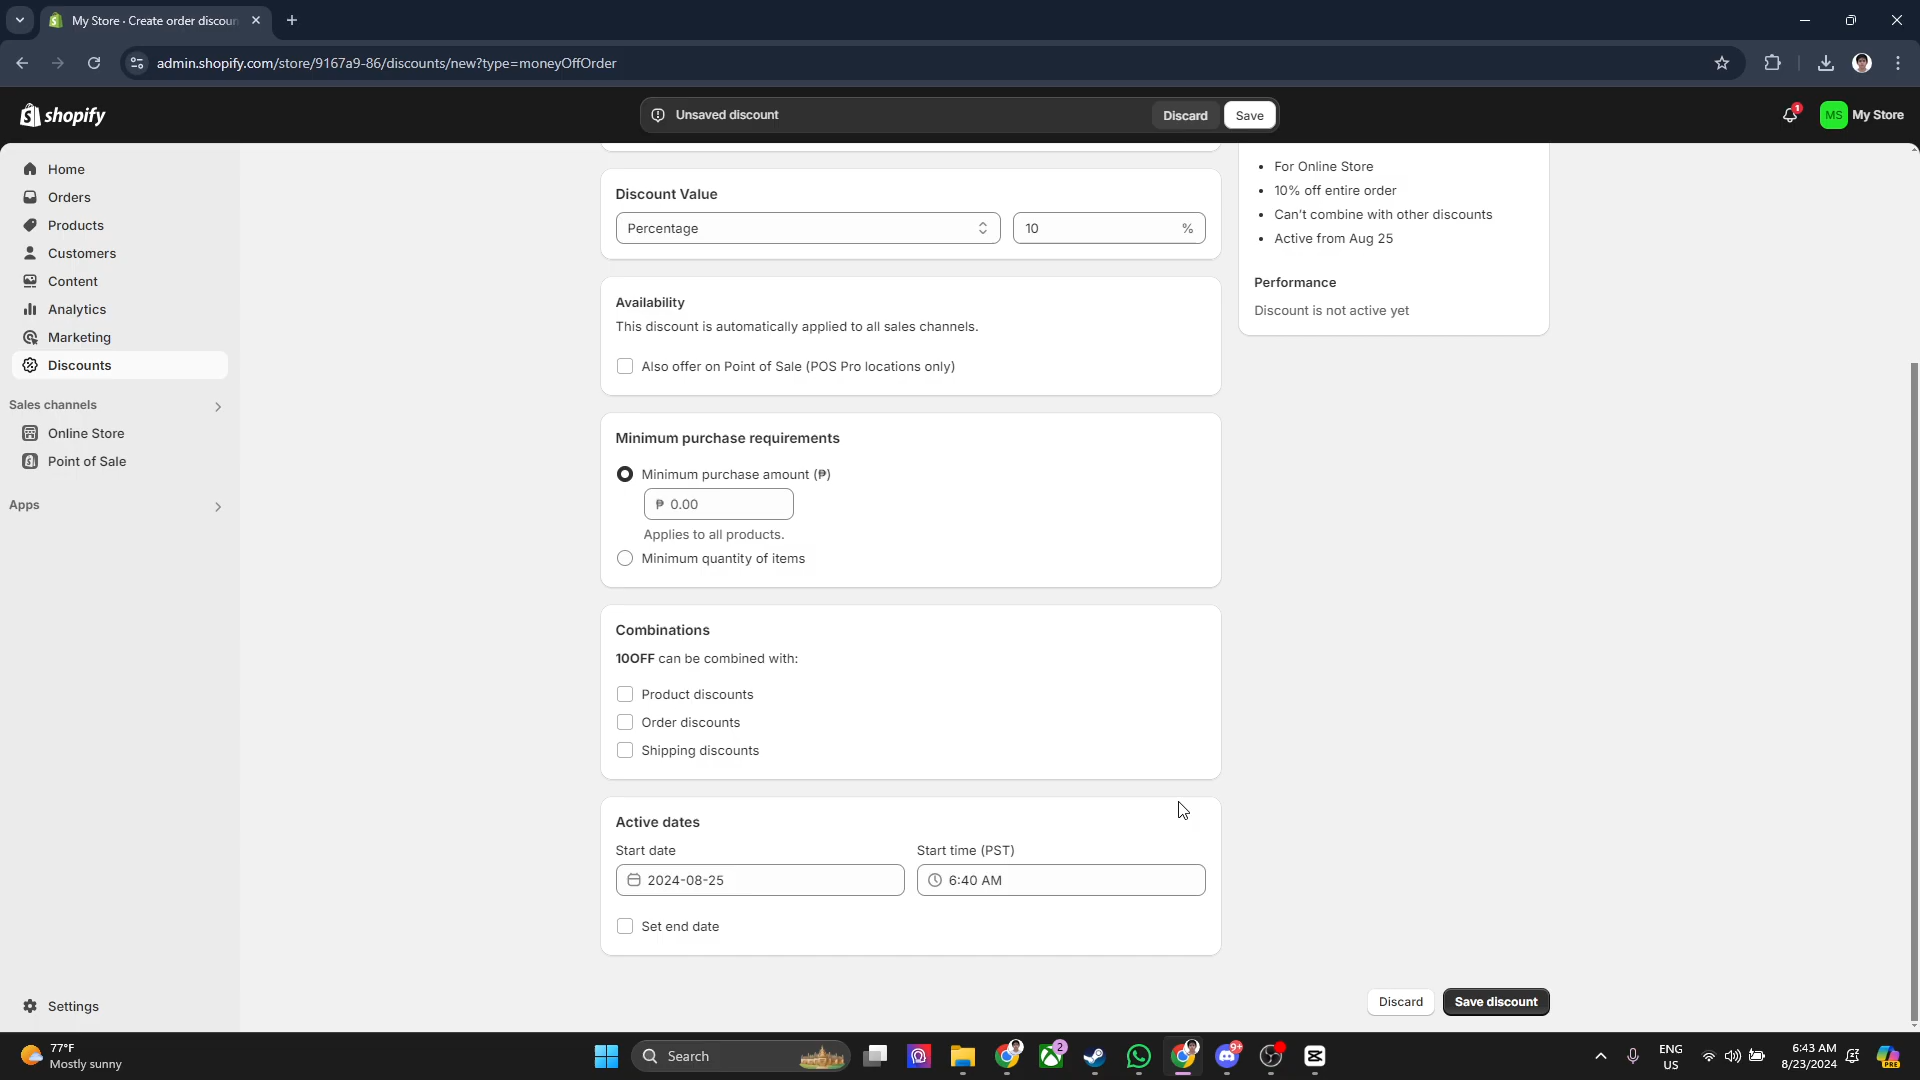 My Store · Create order discoun
admin.shopify.com/store/9167a9-86/discounts/new?type=moneyOffOrder
shopify
Unsaved discount
Discard
Save
1
MS
My Store
Home
Orders
Products
Customers
Content
Analytics
Marketing
Discounts
Sales channels
Online Store
Point of Sale
Apps
Settings
Discount Value
Percentage
10
%
Availability
This discount is automatically applied to all sales channels.
Also offer on Point of Sale (POS Pro locations only)
Minimum purchase requirements
Minimum purchase amount (₱)
₱ 0.00
Applies to all products.
Minimum quantity of items
Combinations
10OFF can be combined with:
Product discounts
Order discounts
Shipping discounts
Active dates
Start date
Start time (PST)
2024-08-25
6:40 AM
Set end date
• For Online Store
• 10% off entire order
• Can't combine with other discounts
• Active from Aug 25
Performance
Discount is not active yet
Discard
Save discount
77°F
Mostly sunny
Search
2
9+
ENG
US
6:43 AM
8/23/2024
PRE